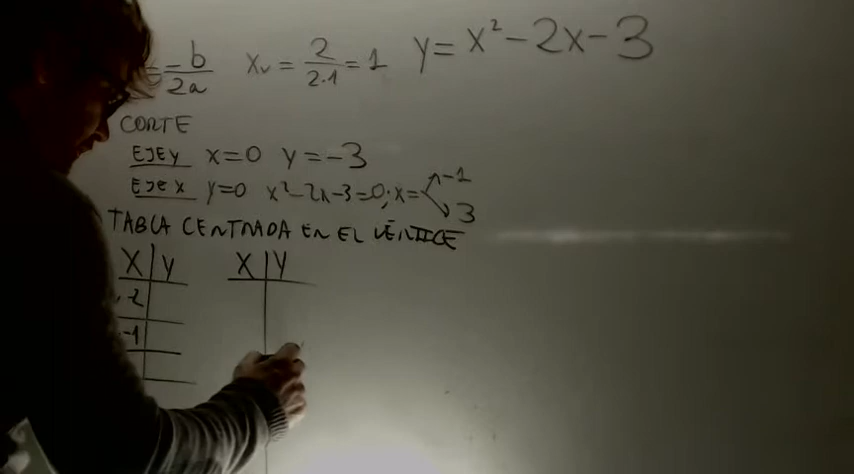 = -b/2a   Xv = 2/2·1 = 1   y = x² - 2x - 3
CORTE
EJE Y x=0 y=-3
EJE X y=0 x²-2x-3=0; x= -1
3
TABLA CENTRADA EN EL VÉRTICE
X | Y   X | Y
-2
-1